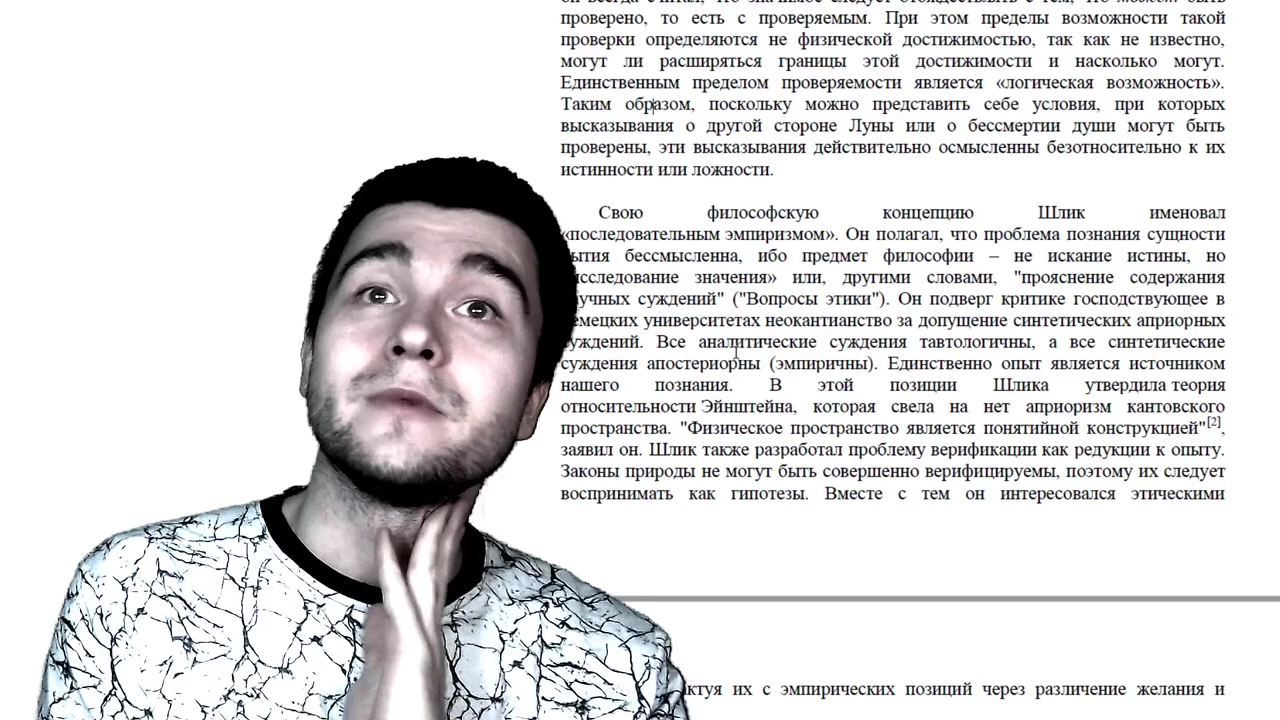 проверено, то есть с проверяемым. При этом пределы возможности такой
проверки определяются не физической достижимостью, так как не известно,
могут ли расширяться границы этой достижимости и насколько могут.
Единственным пределом проверяемости является «логическая возможность».
Таким образом, поскольку можно представить себе условия, при которых
высказывания о другой стороне Луны или о бессмертии души могут быть
проверены, эти высказывания действительно осмысленны безотносительно к их
истинности или ложности.
Свою философскую концепцию Шлик именовал
«последовательным эмпиризмом». Он полагал, что проблема познания сущности
ытия бессмысленна, ибо предмет философии – не искание истины, но
исследование значения» или, другими словами, "прояснение содержания
аучных суждений" ("Вопросы этики"). Он подверг критике господствующее в
емецких университетах неокантианство за допущение синтетических априорных
уждений. Все аналитические суждения тавтологичны, а все синтетические
суждения апостериорны (эмпиричны). Единственно опыт является источником
нашего познания. В этой позиции Шлика утвердила теория
относительности Эйнштейна, которая свела на нет априоризм кантовского
пространства. "Физическое пространство является понятийной конструкцией"[2],
заявил он. Шлик также разработал проблему верификации как редукции к опыту.
Законы природы не могут быть совершенно верифицируемы, поэтому их следует
воспринимать как гипотезы. Вместе с тем он интересовался этическими
актуя их с эмпирических позиций через различение желания и